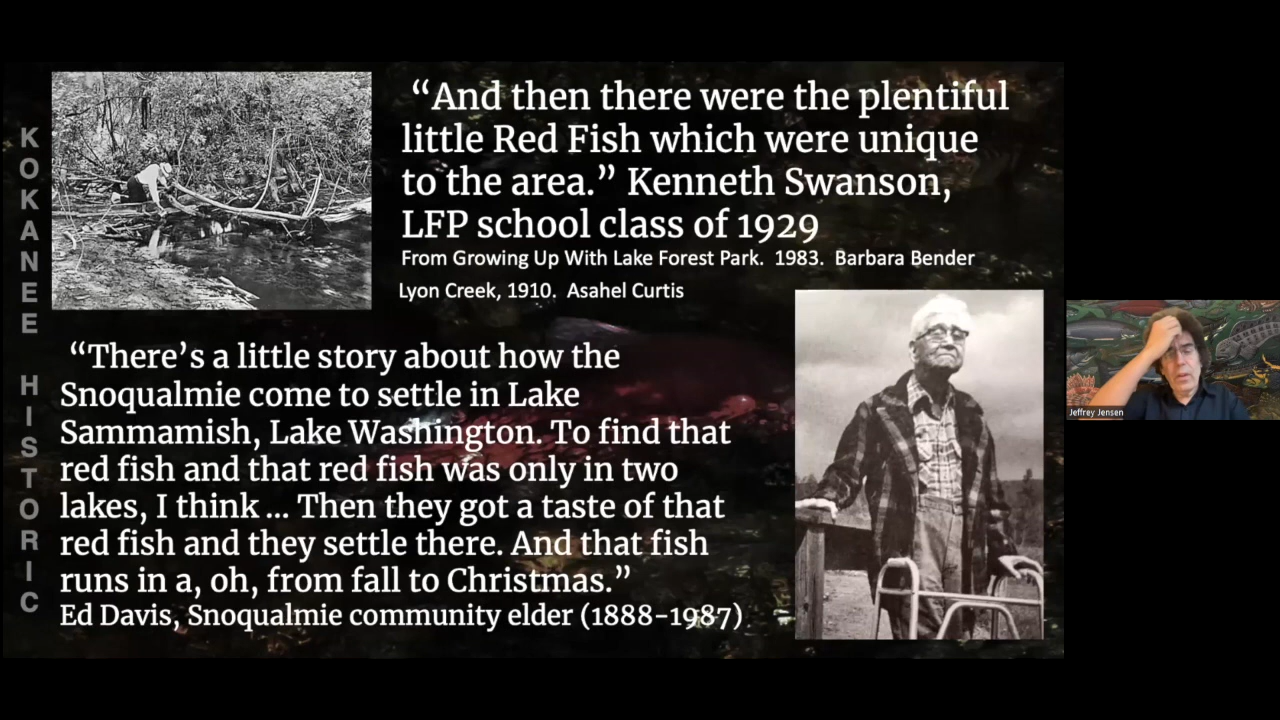 KOKANEE HISTORIC
“And then there were the plentiful
little Red Fish which were unique
to the area.” Kenneth Swanson,
LFP school class of 1929
From Growing Up With Lake Forest Park.  1983.  Barbara Bender
Lyon Creek, 1910.  Asahel Curtis
“There’s a little story about how the
Snoqualmie come to settle in Lake
Sammamish, Lake Washington. To find that
red fish and that red fish was only in two
lakes, I think ... Then they got a taste of that
red fish and they settle there. And that fish
runs in a, oh, from fall to Christmas.”
Ed Davis, Snoqualmie community elder (1888-1987)
Jeffrey Jensen